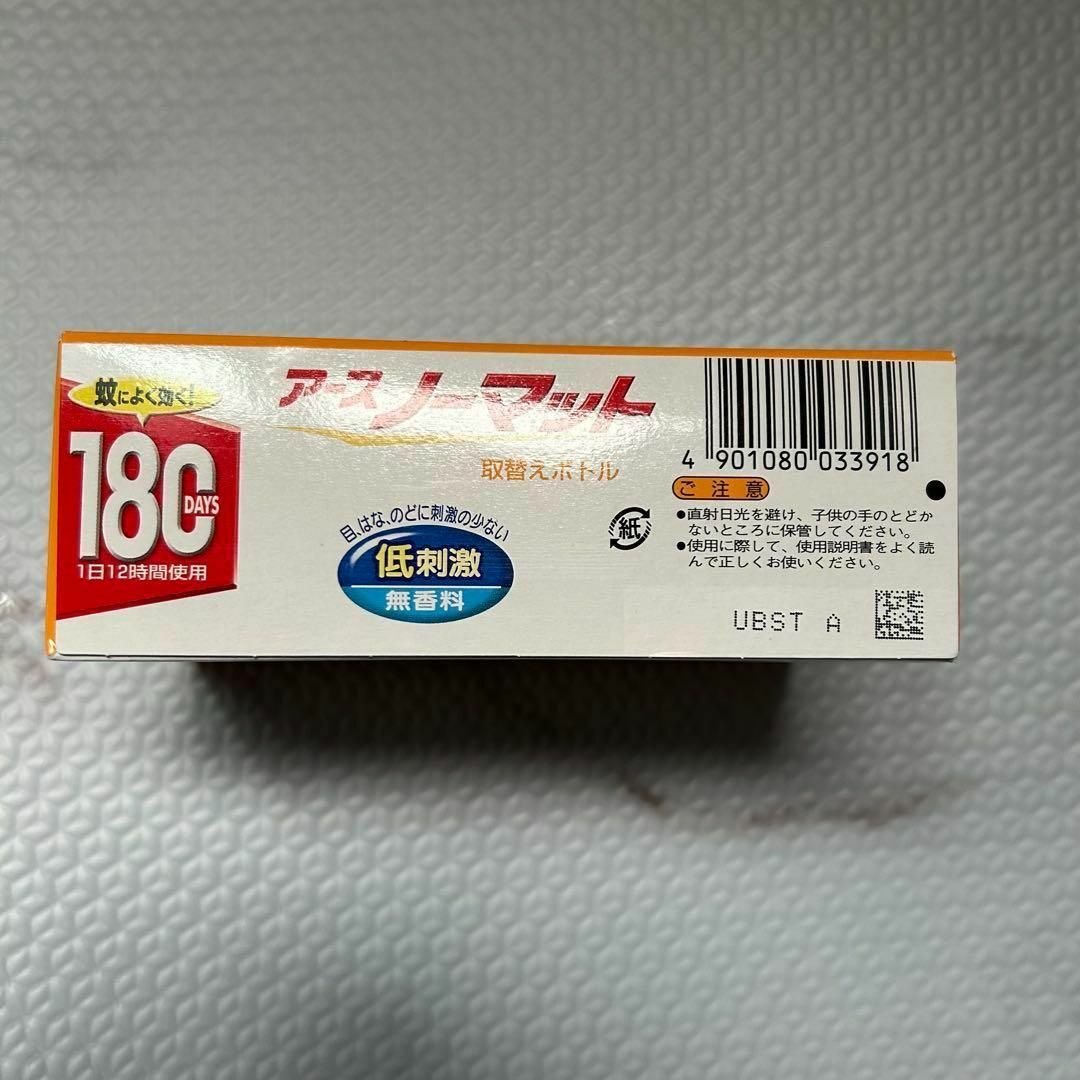 蚊によく効く!
180
DAYS
1日12時間使用
アース ノーマット
取替えボトル
目、はな、のどに刺激の少ない
低刺激
無香料
紙
4 901080 033918
ご注意
●直射日光を避け、子供の手のとどか
ないところに保管してください。
●使用に際して、使用説明書をよく読
んで正しくお使いください。
UBST A